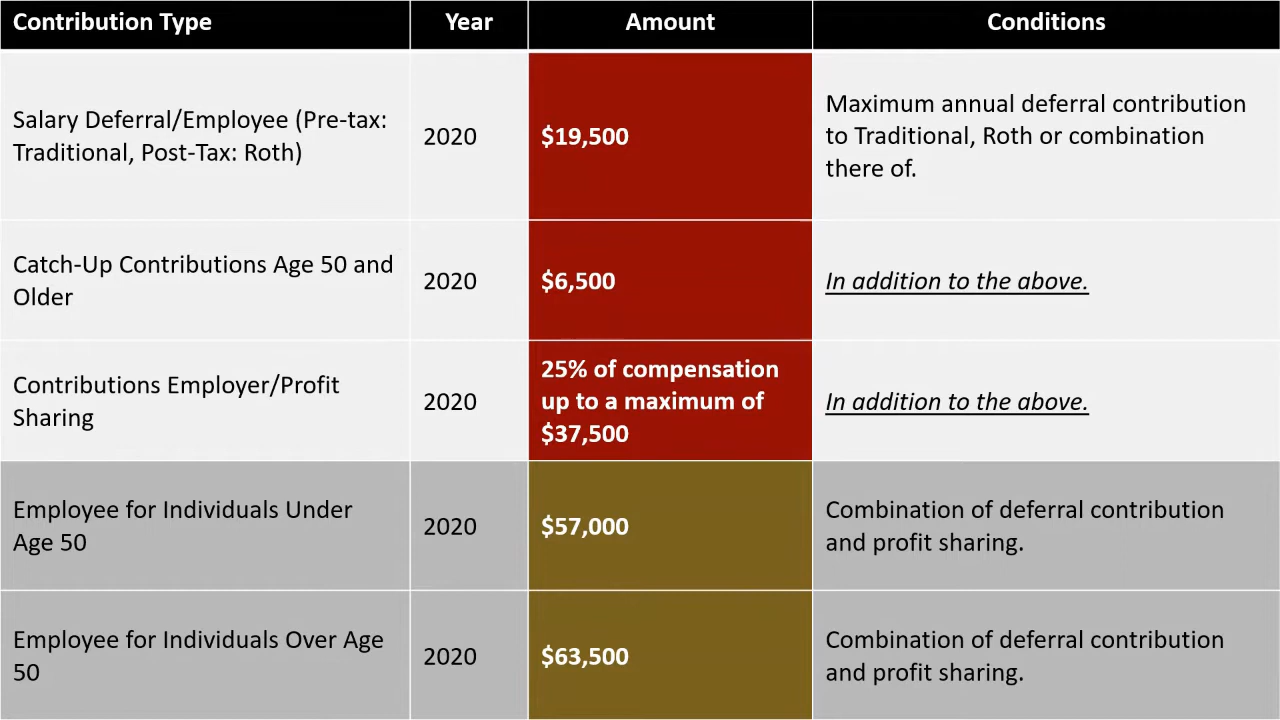 Contribution Type
Year
Amount
Conditions
Salary Deferral/Employee (Pre-tax:
Traditional, Post-Tax: Roth)
2020
$19,500
Maximum annual deferral contribution
to Traditional, Roth or combination
there of.
Catch-Up Contributions Age 50 and
Older
2020
$6,500
In addition to the above.
Contributions Employer/Profit
Sharing
2020
25% of compensation
up to a maximum of
$37,500
In addition to the above.
Employee for Individuals Under
Age 50
2020
$57,000
Combination of deferral contribution
and profit sharing.
Employee for Individuals Over Age
50
2020
$63,500
Combination of deferral contribution
and profit sharing.